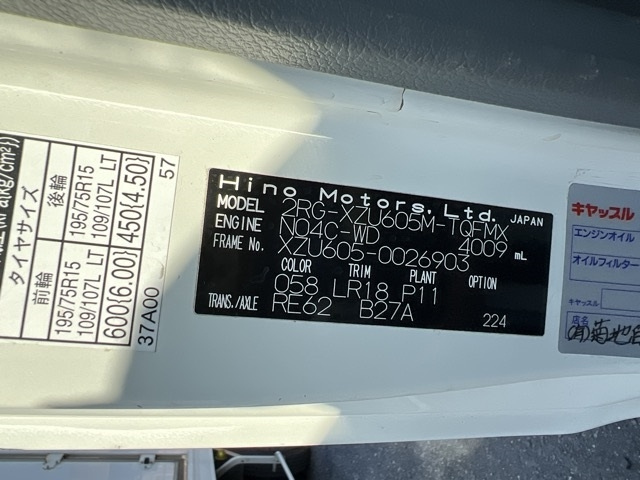 Hino Motors, Ltd. JAPAN
MODEL 2RG-XZU605M-TQFMX
ENGINE N04C-WD 4009 mL
FRAME No. XZU605-0026903
COLOR TRIM PLANT
058 LR18 P11
TRANS./AXLE RE62 B27A
224
タイヤサイズ
前輪 後輪
195/75R15 195/75R15
109/107L LT 109/107L LT
600{6.00} 450{4.50}
37A00 57
キヤッスル
エンジンオイル
オイルフィルター
キヤッスル
店名